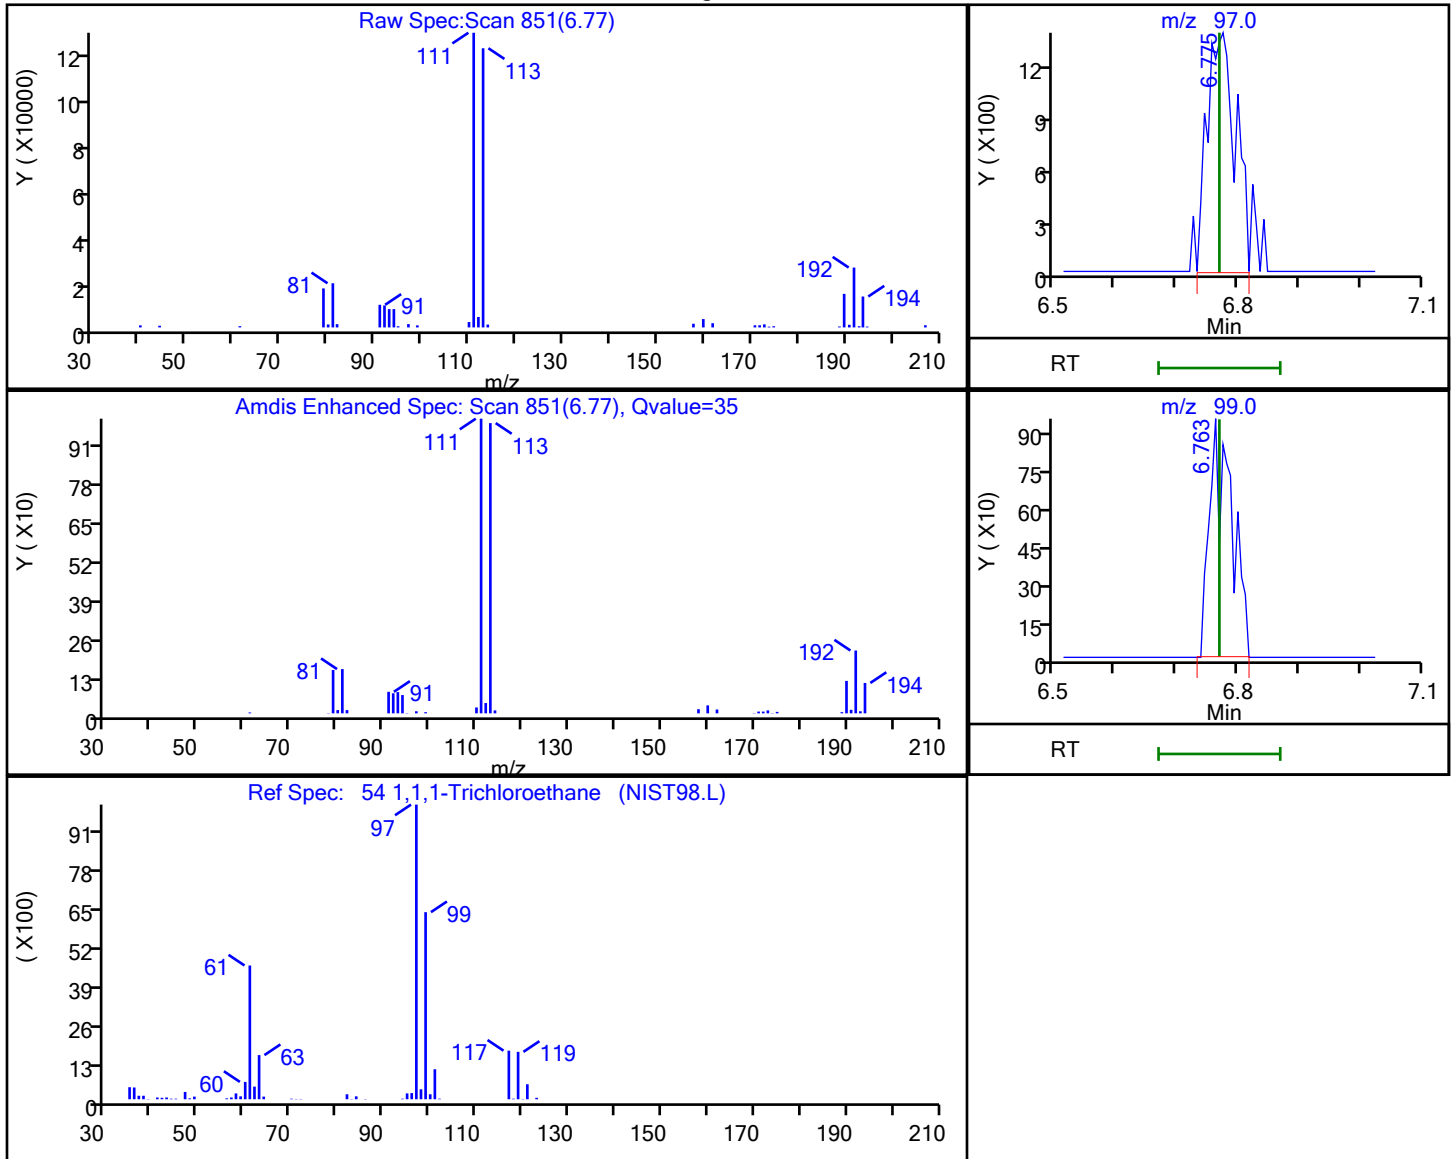 Raw Spec:Scan 851(6.77)
Y ( X10000)
12
10
8
6
4
2
0
111
113
81
91
192
194
30 50 70 90 110 130 150 170 190 210
m/z
m/z 97.0
Y ( X100)
12
9
6
3
0
6.775
6.5 6.8 7.1
Min
RT
Amdis Enhanced Spec: Scan 851(6.77), Qvalue=35
Y ( X10)
91
78
65
52
39
26
13
0
111
113
81
91
192
194
30 50 70 90 110 130 150 170 190 210
m/z
m/z 99.0
Y ( X10)
90
75
60
45
30
15
0
6.763
6.5 6.8 7.1
Min
RT
Ref Spec: 54 1,1,1-Trichloroethane (NIST98.L)
( X100)
91
78
65
52
39
26
13
0
97
99
61
63
60
117
119
30 50 70 90 110 130 150 170 190 210